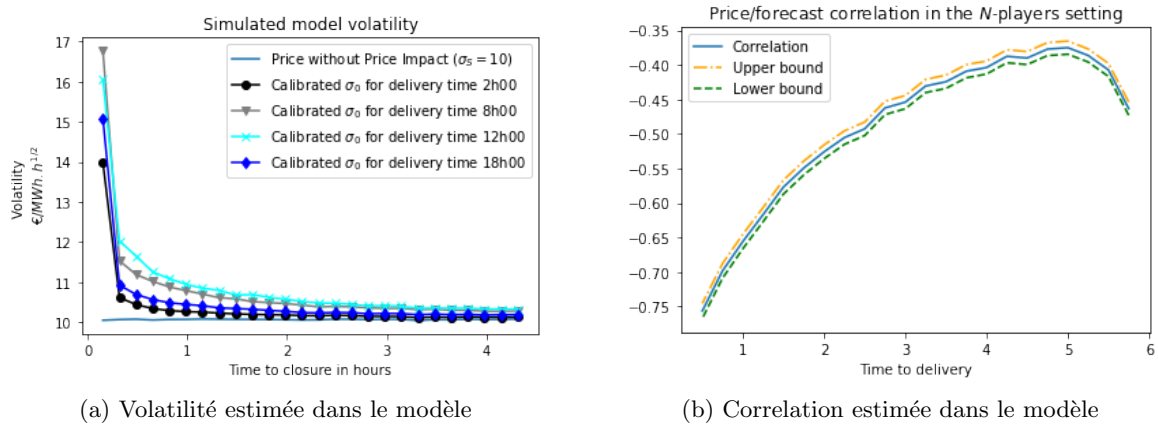 Simulated model volatility
17
16
15
14
13
12
11
10
Volatility
€/MWh.h^{1/2}
Price without Price Impact (σ_S = 10)
Calibrated σ_0 for delivery time 2h00
Calibrated σ_0 for delivery time 8h00
Calibrated σ_0 for delivery time 12h00
Calibrated σ_0 for delivery time 18h00
0 1 2 3 4
Time to closure in hours
(a) Volatilité estimée dans le modèle
Price/forecast correlation in the N-players setting
−0.35
−0.40
−0.45
−0.50
−0.55
−0.60
−0.65
−0.70
−0.75
Correlation
Upper bound
Lower bound
1 2 3 4 5 6
Time to delivery
(b) Correlation estimée dans le modèle